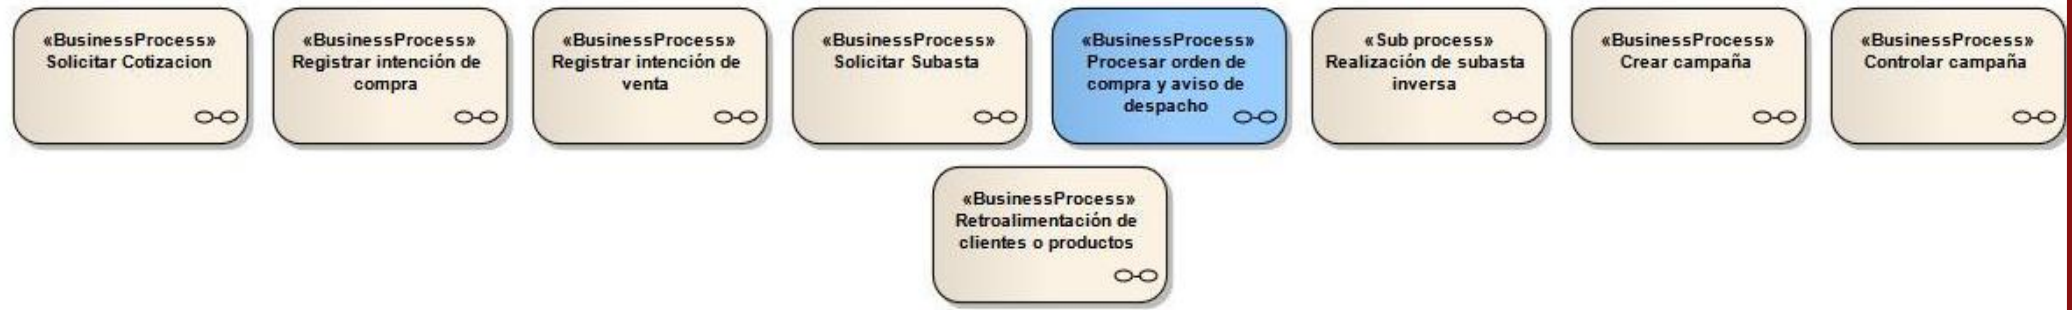 «BusinessProcess»
Solicitar Cotizacion
«BusinessProcess»
Registrar intención de
compra
«BusinessProcess»
Registrar intención de
venta
«BusinessProcess»
Solicitar Subasta
«BusinessProcess»
Procesar orden de
compra y aviso de
despacho
«Sub process»
Realización de subasta
inversa
«BusinessProcess»
Crear campaña
«BusinessProcess»
Controlar campaña
«BusinessProcess»
Retroalimentación de
clientes o productos